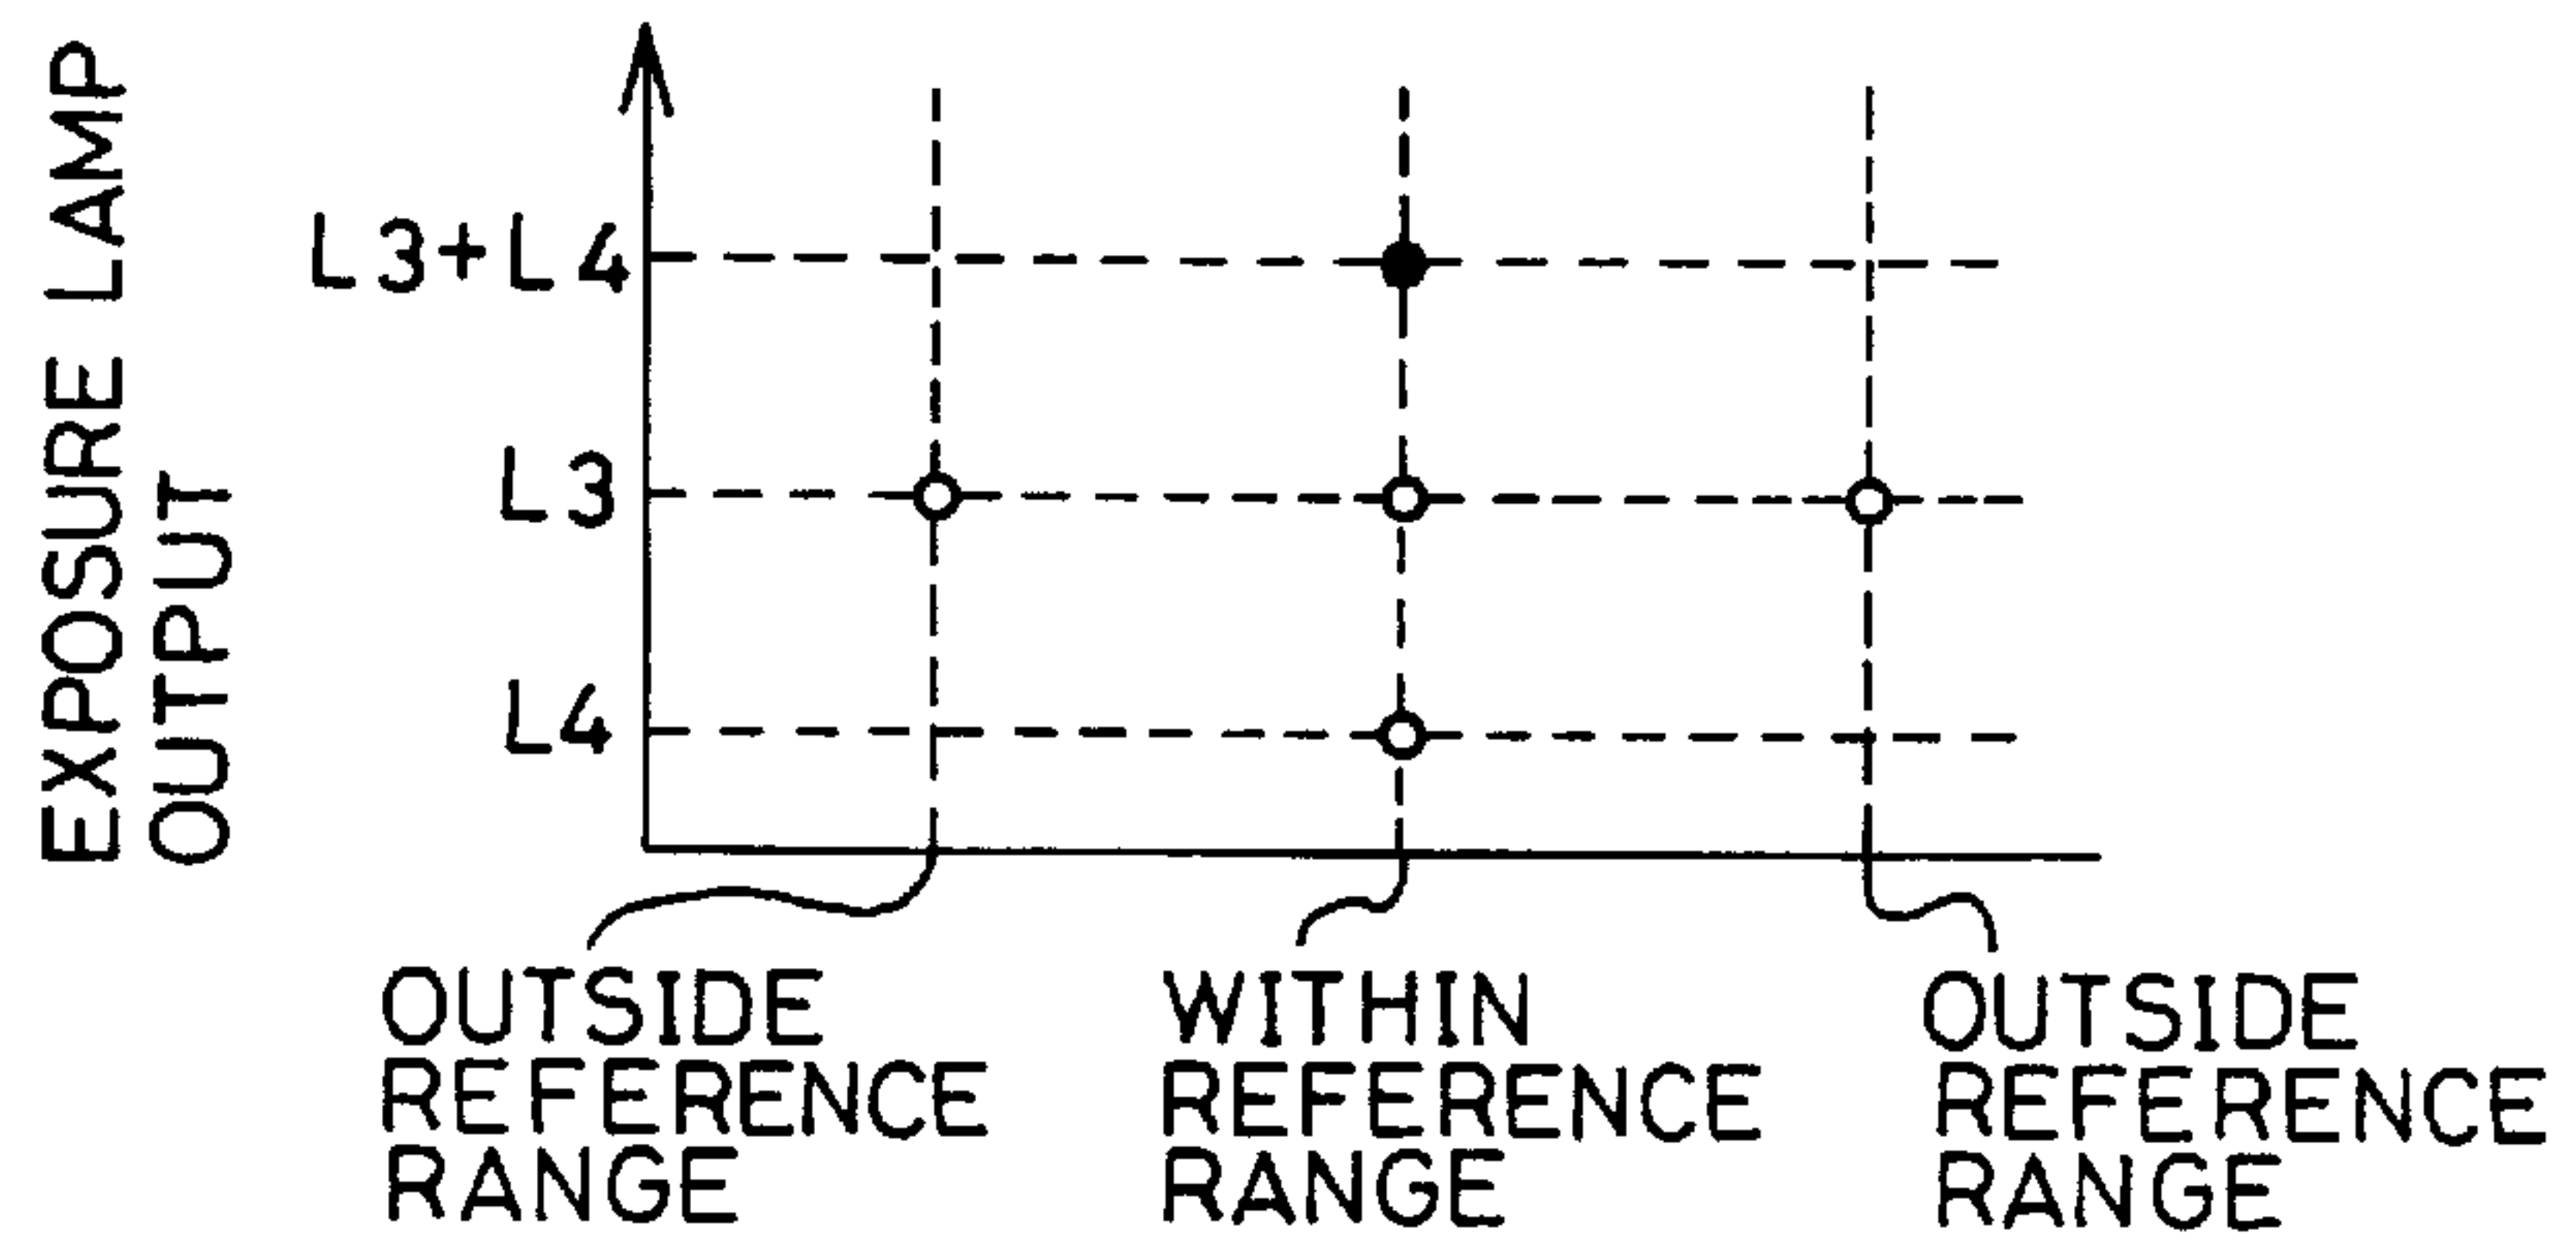 EXPOSURE LAMP
OUTPUT
L3+L4
L3
L4
OUTSIDE
REFERENCE
RANGE
WITHIN
REFERENCE
RANGE
OUTSIDE
REFERENCE
RANGE